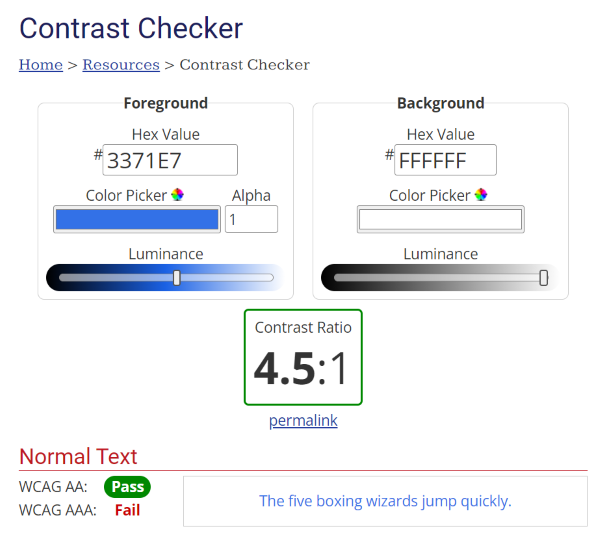 Contrast Checker
Home > Resources > Contrast Checker
Foreground
Hex Value
#3371E7
Color Picker
Alpha
1
Luminance
Background
Hex Value
#FFFFFF
Color Picker
Luminance
Contrast Ratio
4.5:1
permalink
Normal Text
WCAG AA: Pass
WCAG AAA: Fail
The five boxing wizards jump quickly.